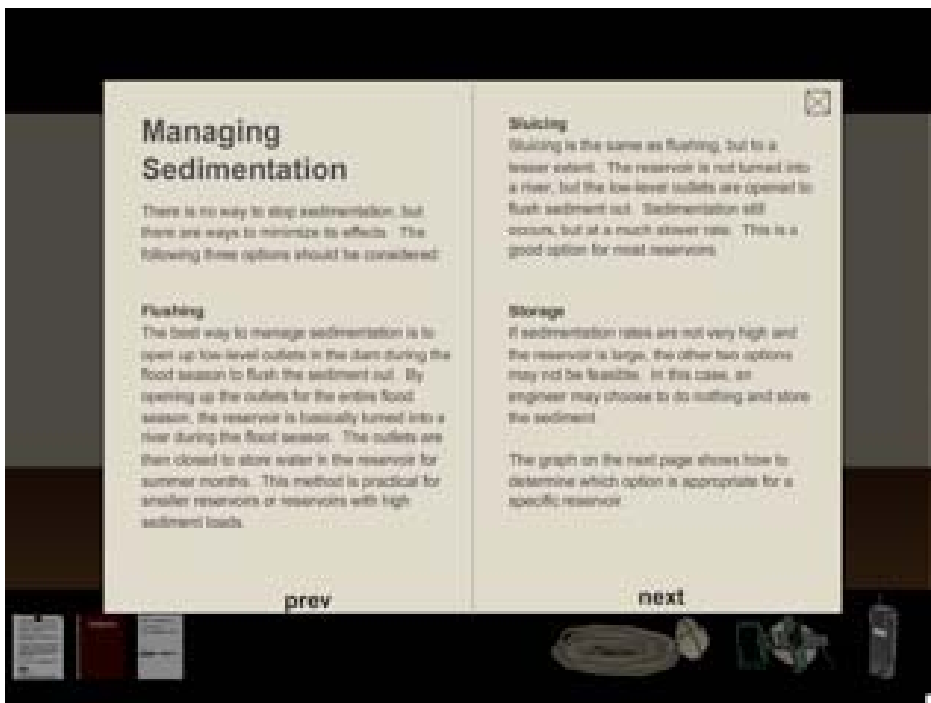 Managing
Sedimentation
There is no way to stop sedimentation, but
there are ways to minimize its effects. The
following three options should be considered:
Flushing
The best way to manage sedimentation is to
open up low-level outlets in the dam during the
flood season to flush the sediment out. By
opening up the outlets for the entire flood
season, the reservoir is basically turned into a
river during the flood season. The outlets are
then closed to store water in the reservoir for
summer months. This method is practical for
smaller reservoirs or reservoirs with high
sediment loads.
prev
Sluicing
Sluicing is the same as flushing, but to a
lesser extent. The reservoir is not turned into
a river, but the low-level outlets are opened to
flush sediment out. Sedimentation still
occurs, but at a much slower rate. This is a
good option for most reservoirs.
Storage
If sedimentation rates are not very high and
the reservoir is large, the other two options
may not be feasible. In this case, an
engineer may choose to do nothing and store
the sediment.
The graph on the next page shows how to
determine which option is appropriate for a
specific reservoir.
next